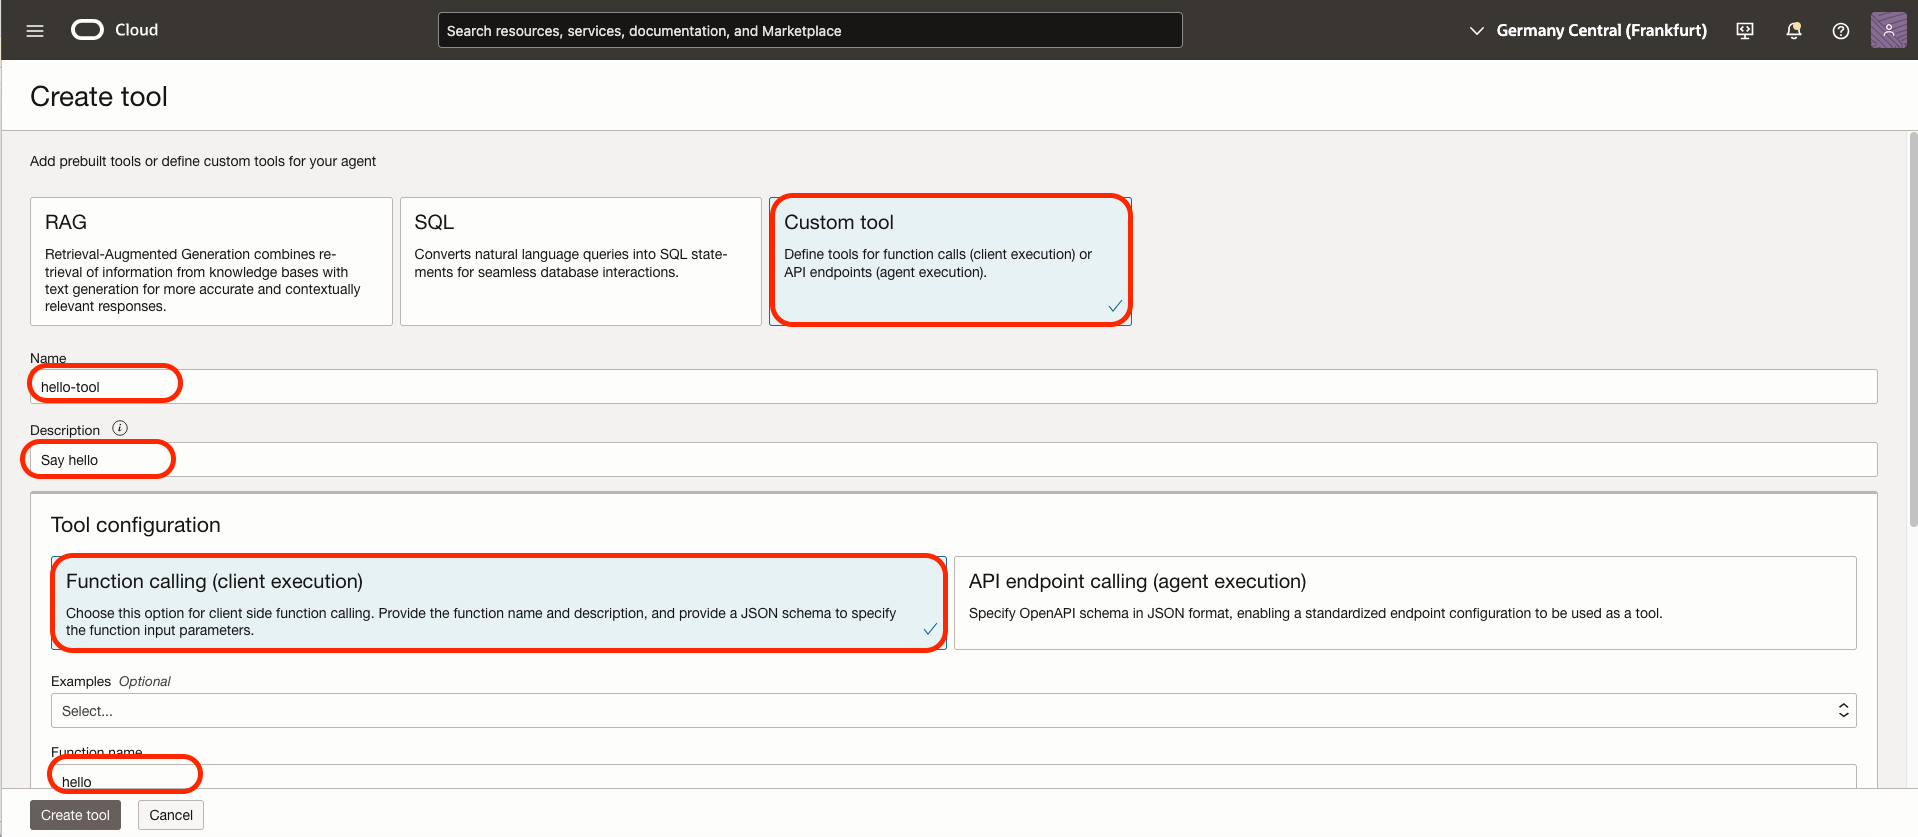 Cloud
Search resources, services, documentation, and Marketplace
Germany Central (Frankfurt)
Create tool
Add prebuilt tools or define custom tools for your agent
RAG
Retrieval-Augmented Generation combines re-
trieval of information from knowledge bases with
text generation for more accurate and contextually
relevant responses.
SQL
Converts natural language queries into SQL state-
ments for seamless database interactions.
Custom tool
Define tools for function calls (client execution) or
API endpoints (agent execution).
Name
hello-tool
Description
Say hello
Tool configuration
Function calling (client execution)
Choose this option for client side function calling. Provide the function name and description, and provide a JSON schema to specify
the function input parameters.
API endpoint calling (agent execution)
Specify OpenAPI schema in JSON format, enabling a standardized endpoint configuration to be used as a tool.
Examples Optional
Select...
Function name
hello
Create tool
Cancel